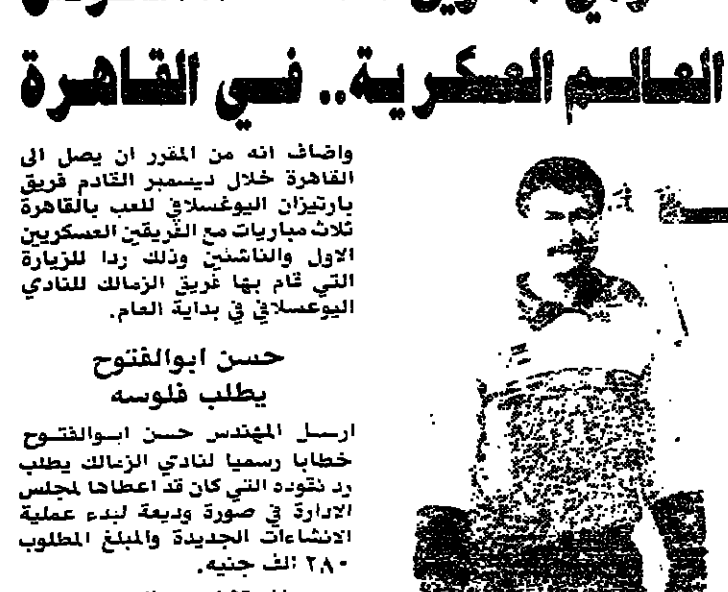 العالم العسكرية.. في القاهرة
واضاف انه من المقرر ان يصل الى
القاهرة خلال ديسمبر القادم فريق
بارتيزان اليوغسلافي للعب بالقاهرة
ثلاث مباريات مع الفريقين العسكريين
الاول والناشئين وذلك ردا للزيارة
التي قام بها فريق الزمالك للنادي
اليوغسلافي في بداية العام.
حسن ابوالفتوح
يطلب فلوسه
ارسل المهندس حسن ابوالفتوح
خطابا رسميا لنادي الزمالك يطلب
رد نقوده التي كان قد اعطاها لمجلس
الادارة في صورة وديعة لبدء عملية
الانشاءات الجديدة والمبلغ المطلوب
٢٨٠ الف جنيه.